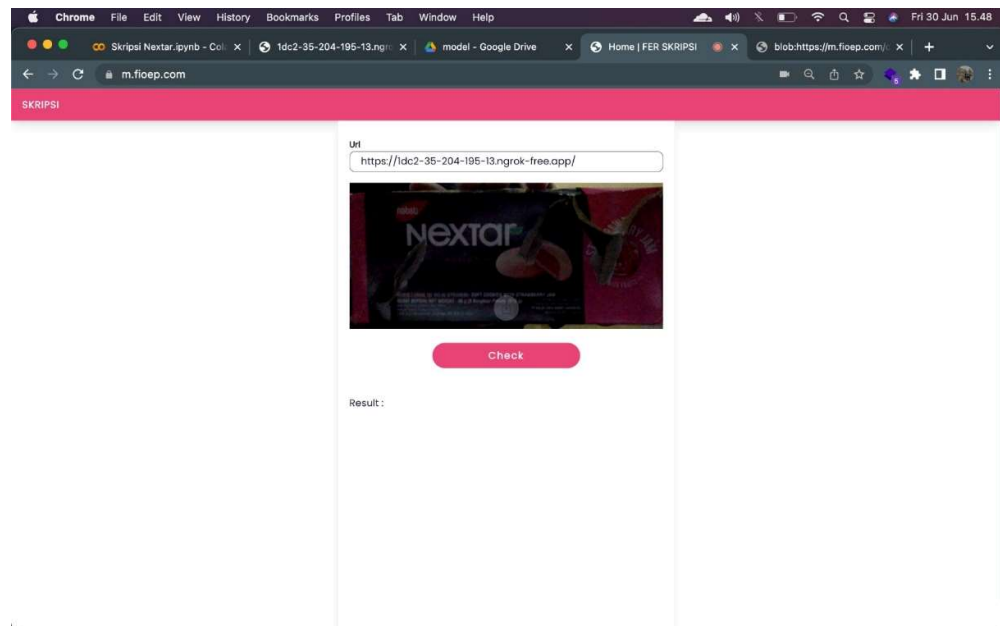 Chrome File Edit View History Bookmarks Profiles Tab Window Help Fri 30 Jun 15.48
Skripsi Nextar.ipynb - Col 1dc2-35-204-195-13.ngro model - Google Drive Home | FER SKRIPSI blob:https://m.fioep.com/
m.fioep.com
SKRIPSI
Url
https://1dc2-35-204-195-13.ngrok-free.app/
nabati
Nextar
Check
Result :